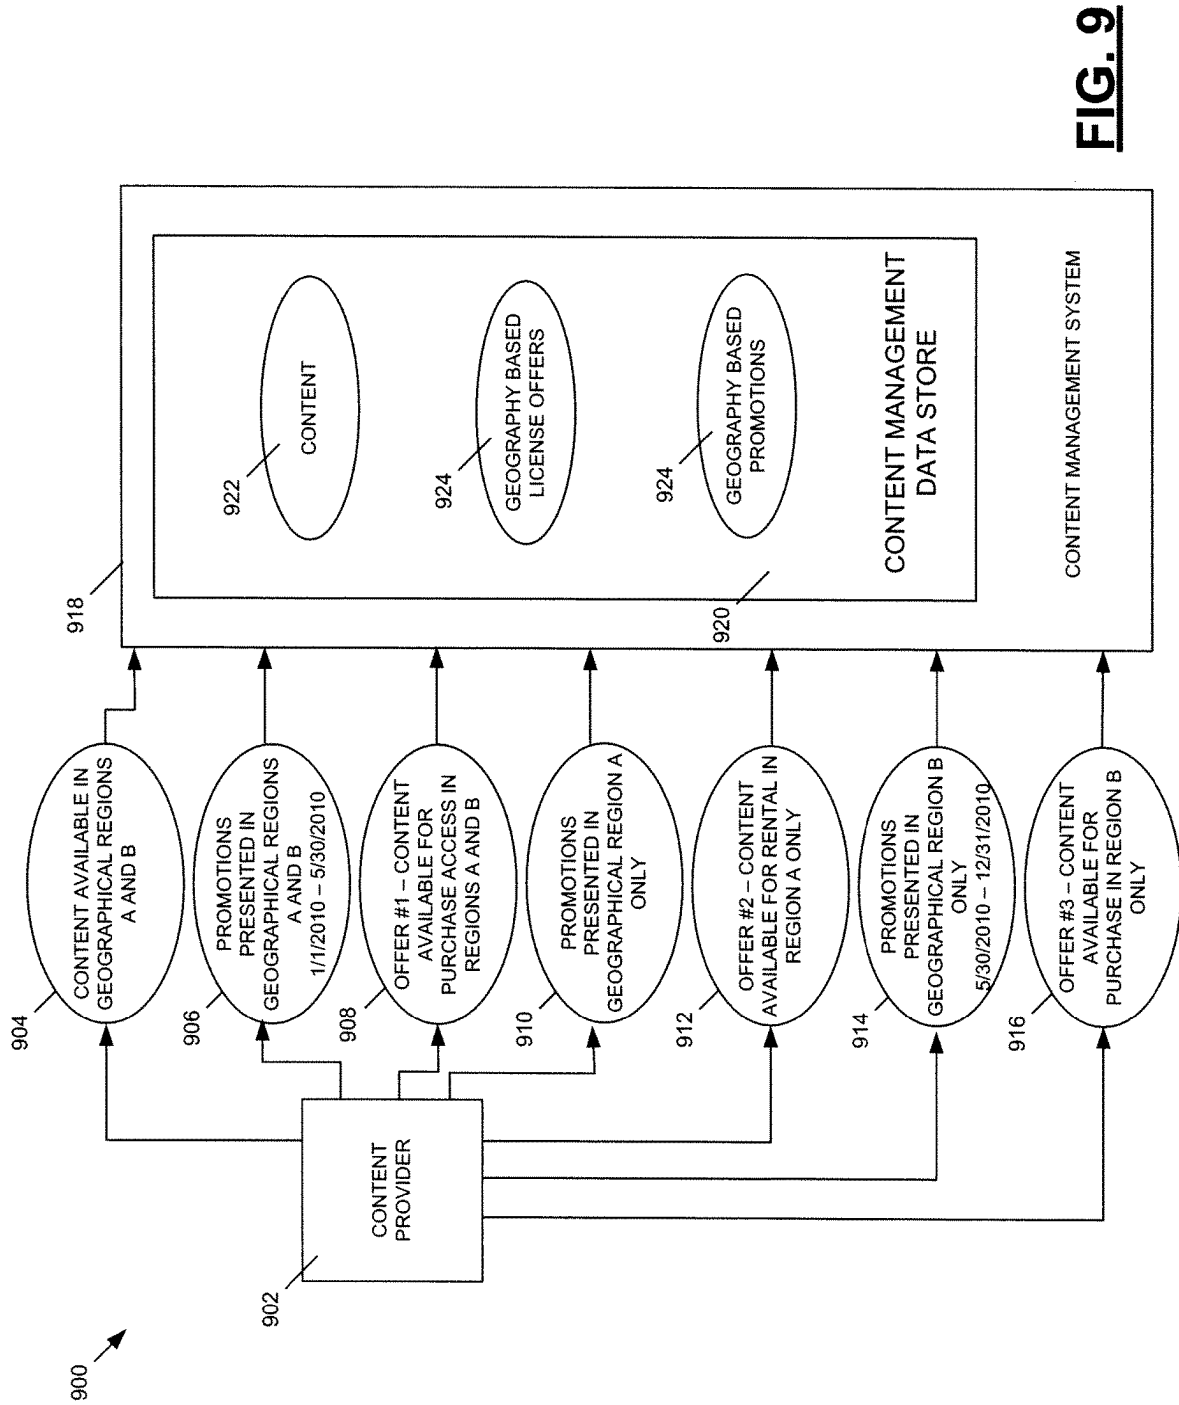 900
902
CONTENT
PROVIDER
904
CONTENT AVAILABLE IN
GEOGRAPHICAL REGIONS
A AND B
906
PROMOTIONS
PRESENTED IN
GEOGRAPHICAL REGIONS
A AND B
1/1/2010 – 5/30/2010
908
OFFER #1 – CONTENT
AVAILABLE FOR
PURCHASE ACCESS IN
REGIONS A AND B
910
PROMOTIONS
PRESENTED IN
GEOGRAPHICAL REGION A
ONLY
912
OFFER #2 – CONTENT
AVAILABLE FOR RENTAL IN
REGION A ONLY
914
PROMOTIONS
PRESENTED IN
GEOGRAPHICAL REGION B
ONLY
5/30/2010 – 12/31/2010
916
OFFER #3 – CONTENT
AVAILABLE FOR
PURCHASE IN REGION B
ONLY
918
922
CONTENT
924
GEOGRAPHY BASED
LICENSE OFFERS
924
GEOGRAPHY BASED
PROMOTIONS
920
CONTENT MANAGEMENT
DATA STORE
CONTENT MANAGEMENT SYSTEM
FIG. 9